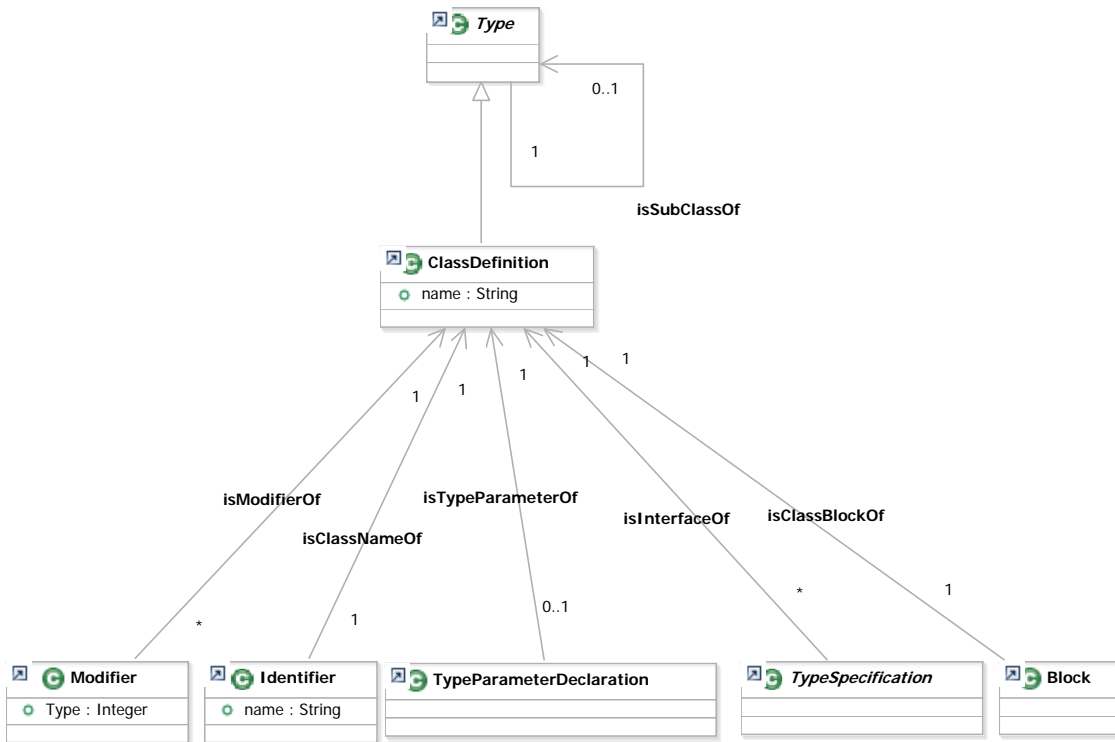 Type
0..1
1
isSubClassOf
ClassDefinition
name : String
1
1
1
1
1
isModifierOf
isClassNameOf
isTypeParameterOf
isInterfaceOf
isClassBlockOf
*
1
0..1
*
1
Modifier
Type : Integer
Identifier
name : String
TypeParameterDeclaration
TypeSpecification
Block